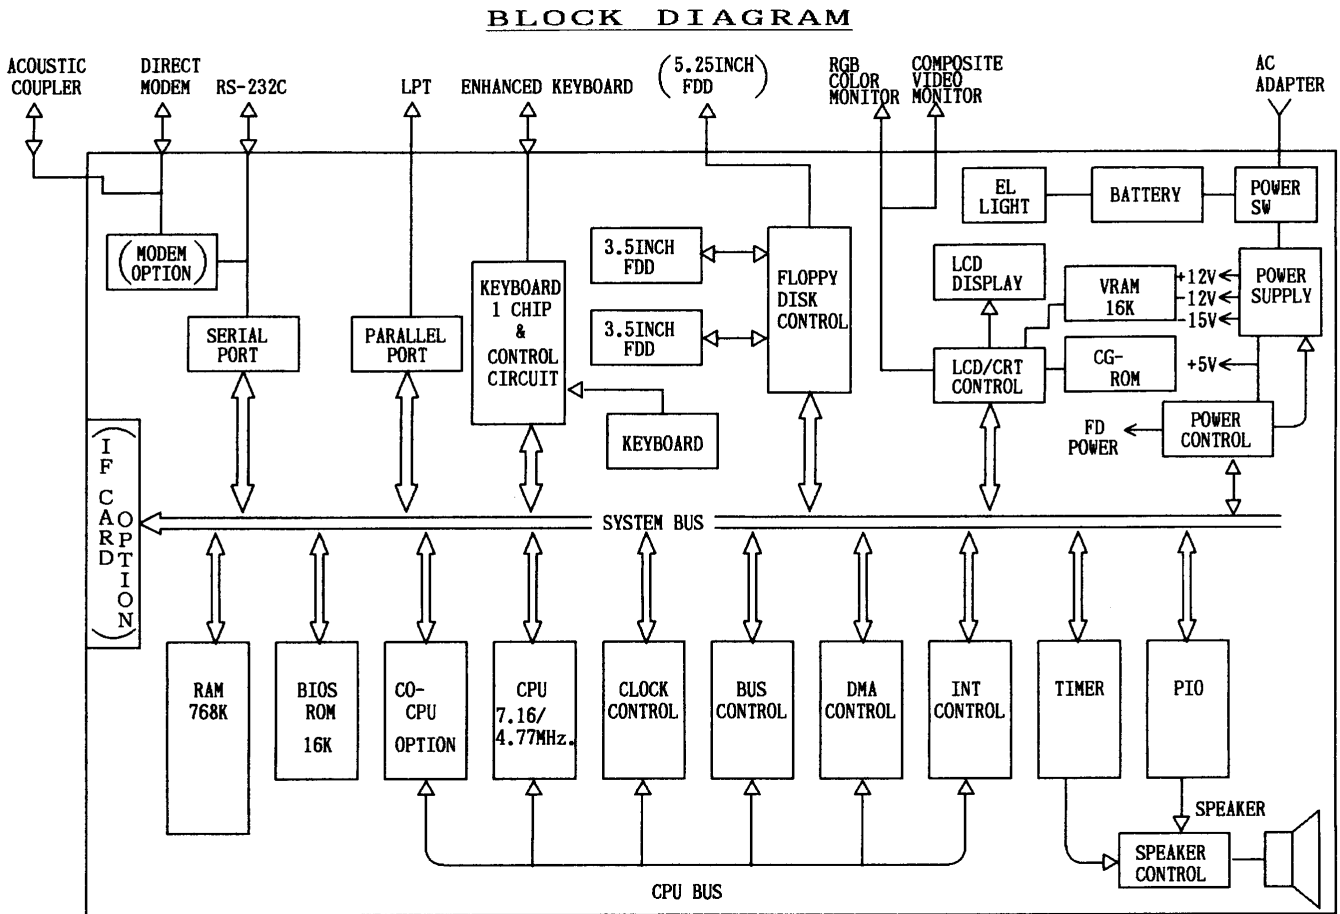 BLOCK DIAGRAM
ACOUSTIC
COUPLER
DIRECT
MODEM
RS-232C
LPT
ENHANCED KEYBOARD
(5.25INCH
FDD)
RGB
COLOR
MONITOR
COMPOSITE
VIDEO
MONITOR
AC
ADAPTER
EL
LIGHT
BATTERY
POWER
SW
(MODEM
OPTION)
3.5INCH
FDD
3.5INCH
FDD
KEYBOARD
1 CHIP
&
CONTROL
CIRCUIT
FLOPPY
DISK
CONTROL
LCD
DISPLAY
VRAM
16K
+12V
-12V
-15V
POWER
SUPPLY
SERIAL
PORT
PARALLEL
PORT
LCD/CRT
CONTROL
CG-
ROM
+5V
KEYBOARD
FD
POWER
POWER
CONTROL
(IF CARD
OPTION)
SYSTEM BUS
RAM
768K
BIOS
ROM
16K
CO-
CPU
OPTION
CPU
7.16/
4.77MHz.
CLOCK
CONTROL
BUS
CONTROL
DMA
CONTROL
INT
CONTROL
TIMER
PIO
SPEAKER
SPEAKER
CONTROL
CPU BUS